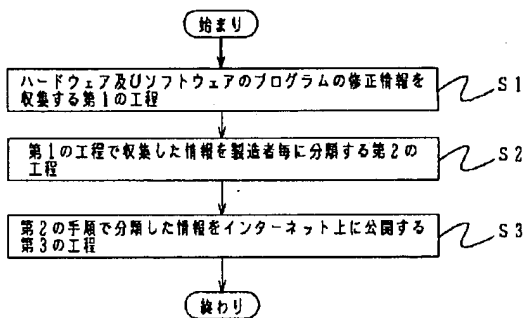 始まり
ハードウェア及びソフトウェアのプログラムの修正情報を
収集する第1の工程
S1
第1の工程で収集した情報を製造者毎に分類する第2の
工程
S2
第2の手順で分類した情報をインターネット上に公開する
第3の工程
S3
終わり